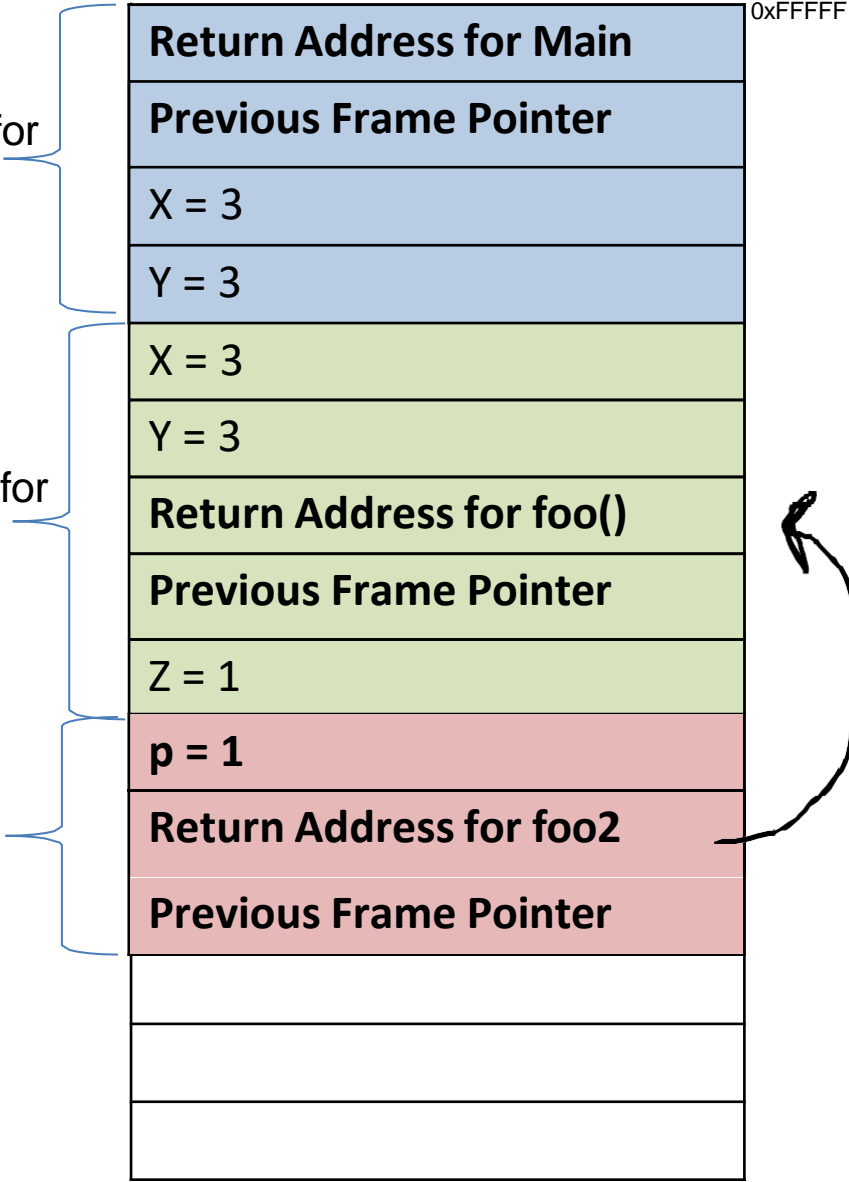 0xFFFFF
Return Address for Main
for
Previous Frame Pointer
X = 3
Y = 3
X = 3
Y = 3
for
Return Address for foo()
Previous Frame Pointer
Z = 1
p = 1
Return Address for foo2
Previous Frame Pointer